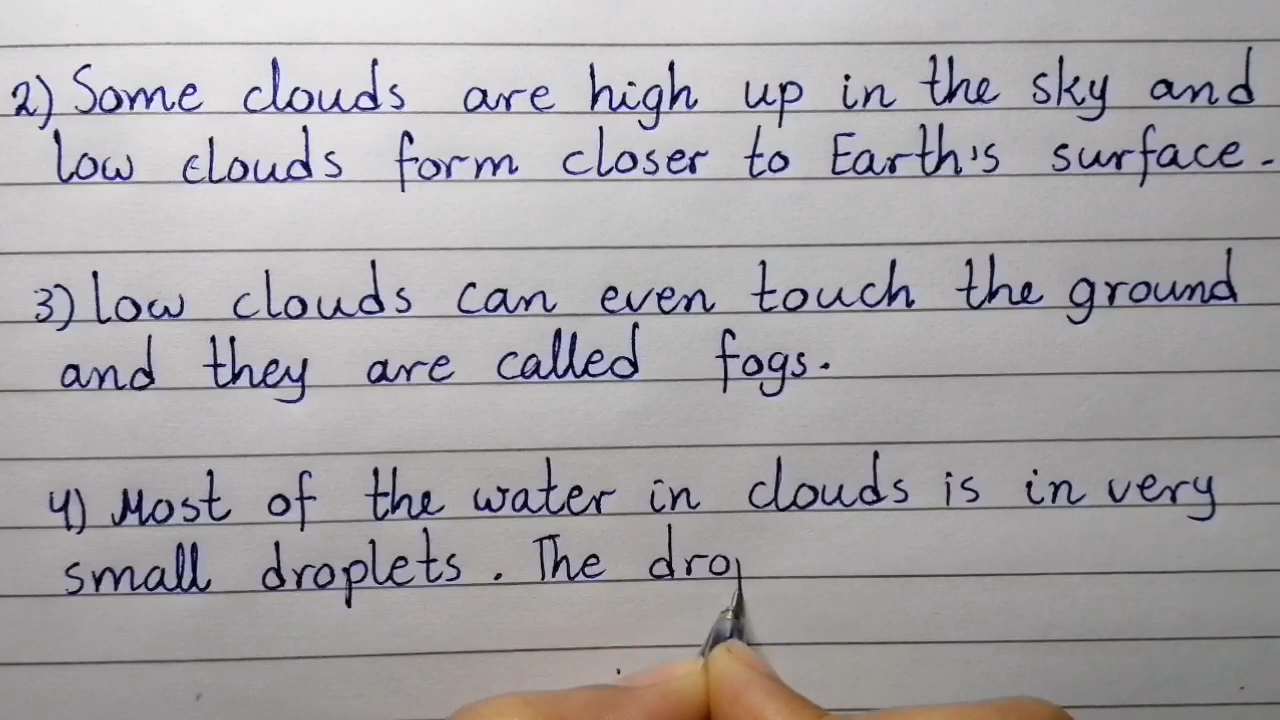 2) Some clouds are high up in the sky and
low clouds form closer to Earth's surface.
3) low clouds can even touch the ground
and they are called fogs.
4) Most of the water in clouds is in very
small droplets. The